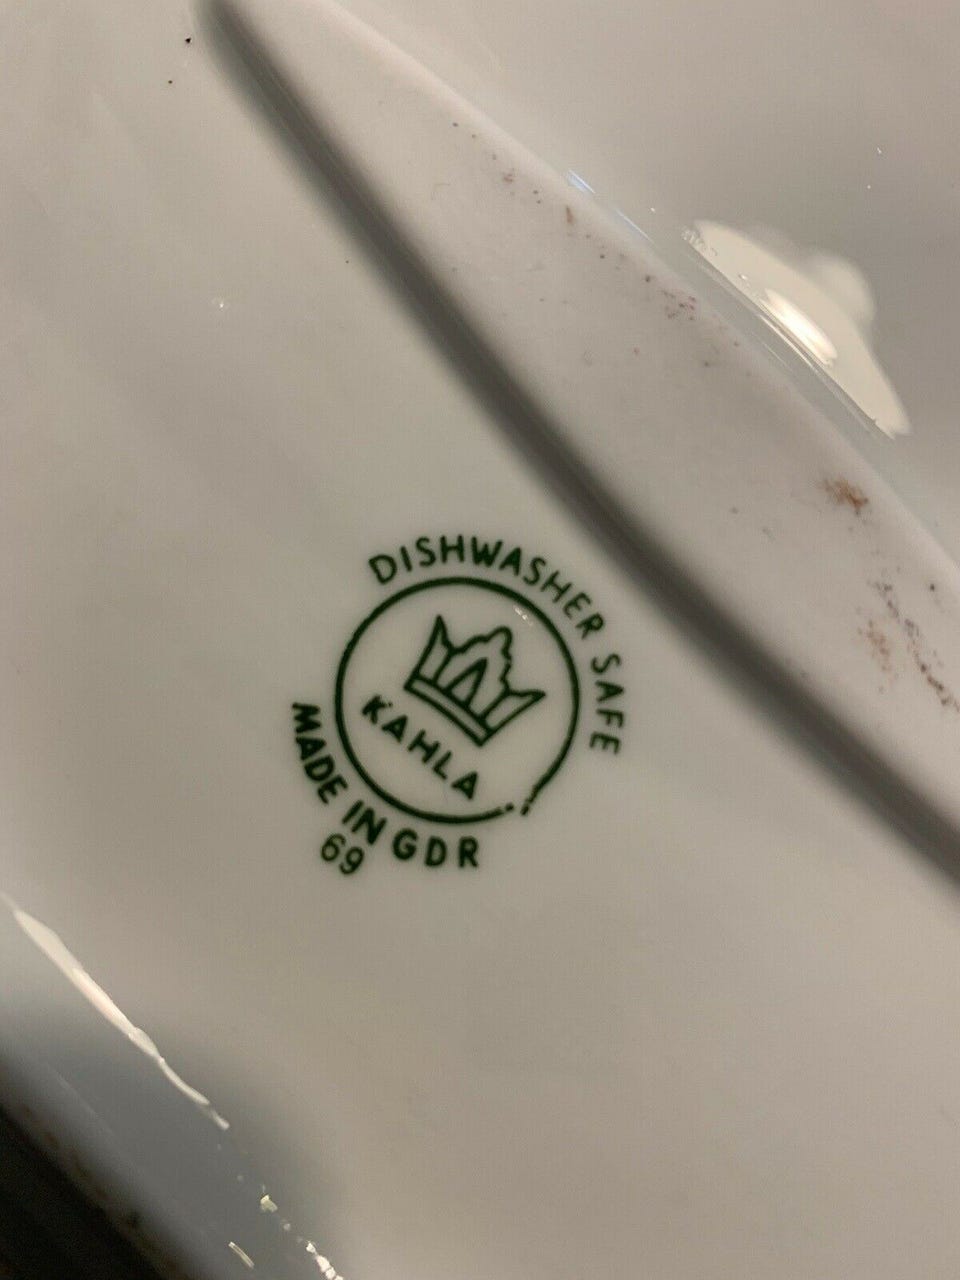 DISHWASHER SAFE
KAHLA
MADE IN GDR
69